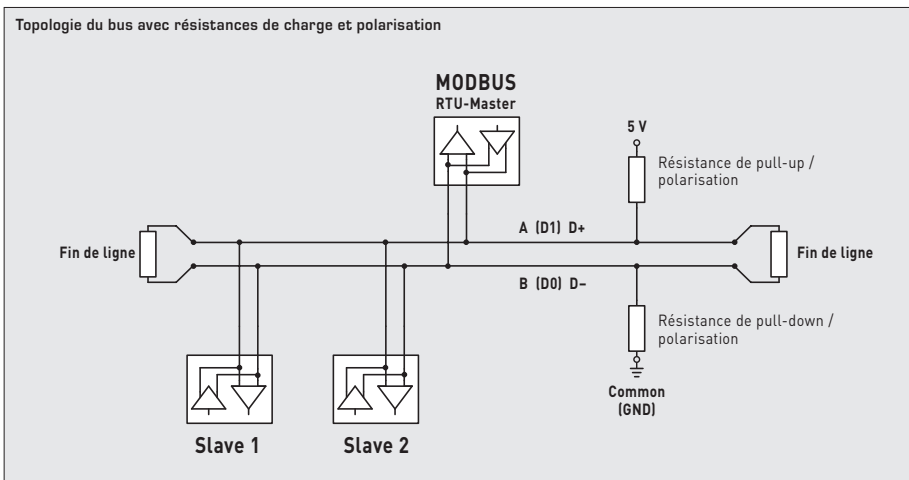 Topologie du bus avec résistances de charge et polarisation
MODBUS
RTU-Master
5 V
Résistance de pull-up /
polarisation
A (D1) D+
Fin de ligne
Fin de ligne
B (D0) D−
Résistance de pull-down /
polarisation
Common
(GND)
Slave 1
Slave 2